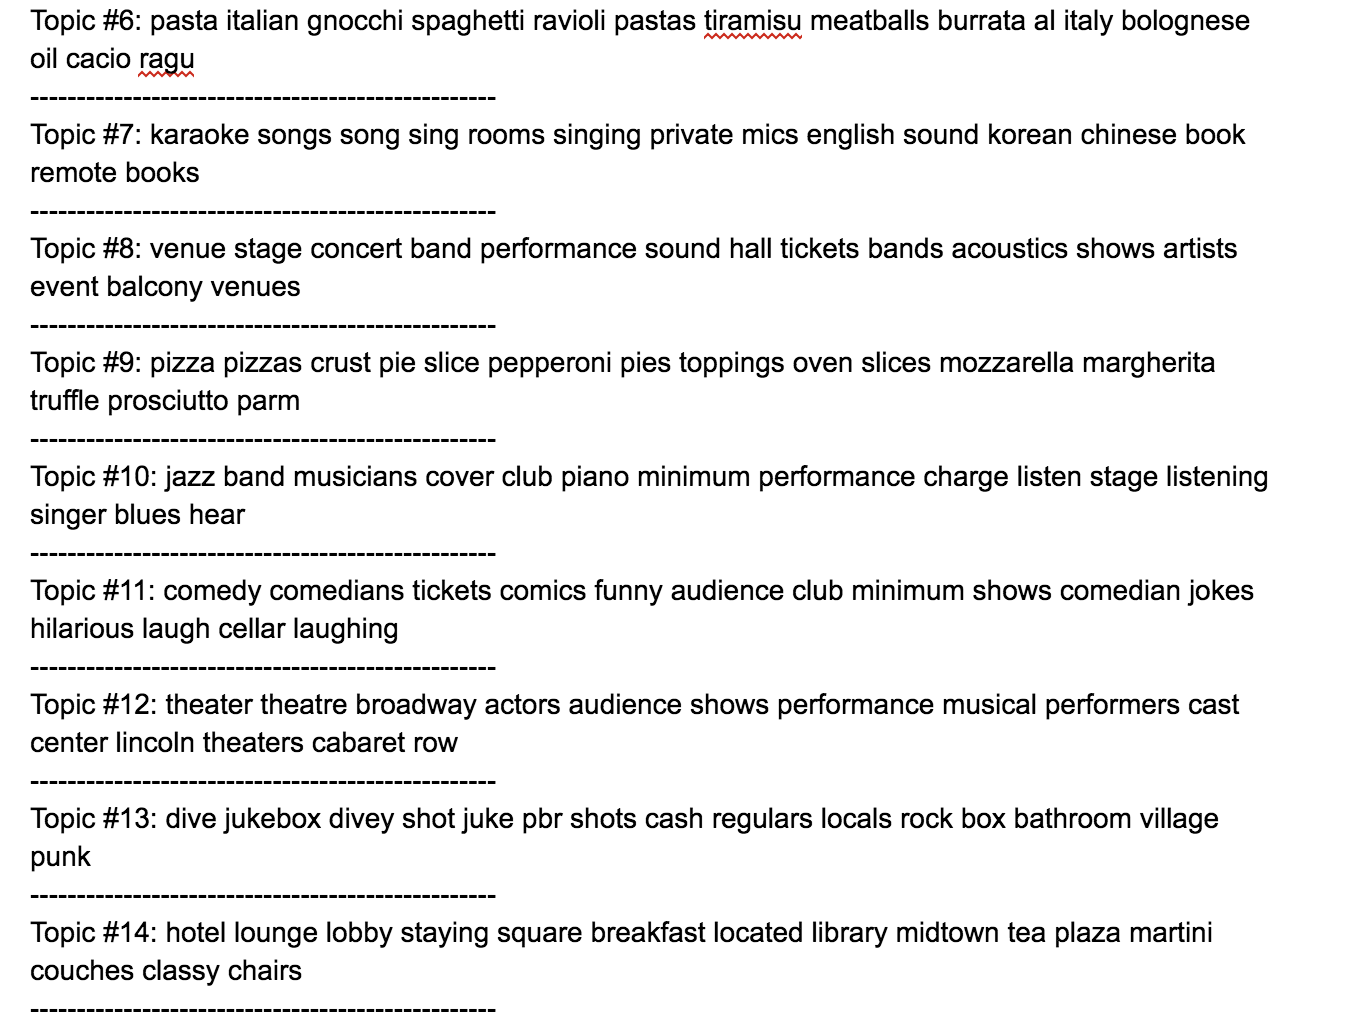 Topic #6: pasta italian gnocchi spaghetti ravioli pastas tiramisu meatballs burrata al italy bolognese
oil cacio ragu
--------------------------------------------------
Topic #7: karaoke songs song sing rooms singing private mics english sound korean chinese book
remote books
--------------------------------------------------
Topic #8: venue stage concert band performance sound hall tickets bands acoustics shows artists
event balcony venues
--------------------------------------------------
Topic #9: pizza pizzas crust pie slice pepperoni pies toppings oven slices mozzarella margherita
truffle prosciutto parm
--------------------------------------------------
Topic #10: jazz band musicians cover club piano minimum performance charge listen stage listening
singer blues hear
--------------------------------------------------
Topic #11: comedy comedians tickets comics funny audience club minimum shows comedian jokes
hilarious laugh cellar laughing
--------------------------------------------------
Topic #12: theater theatre broadway actors audience shows performance musical performers cast
center lincoln theaters cabaret row
--------------------------------------------------
Topic #13: dive jukebox divey shot juke pbr shots cash regulars locals rock box bathroom village
punk
--------------------------------------------------
Topic #14: hotel lounge lobby staying square breakfast located library midtown tea plaza martini
couches classy chairs
--------------------------------------------------